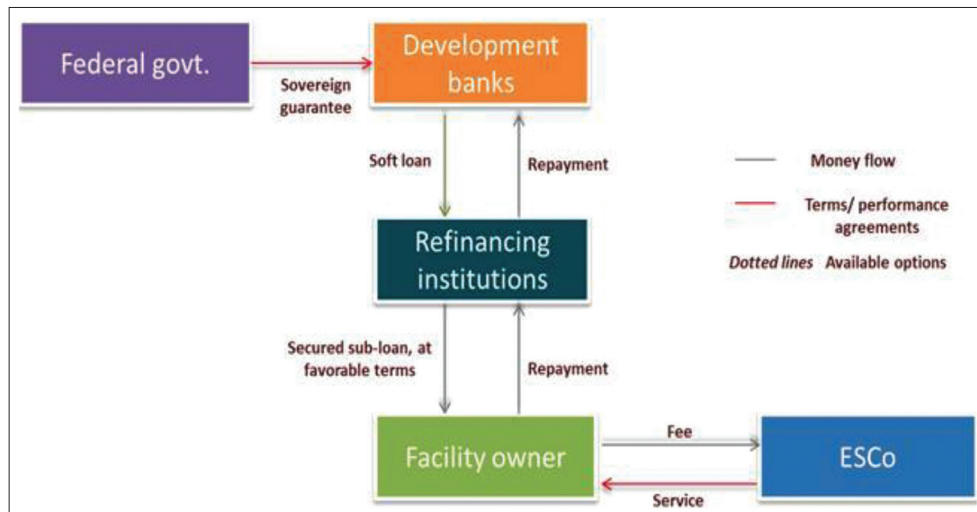 Federal govt.
Sovereign
guarantee
Development
banks
Soft loan
Repayment
Money flow
Terms/ performance
agreements
Dotted lines Available options
Refinancing
institutions
Secured sub-loan, at
favorable terms
Repayment
Facility owner
Fee
Service
ESCo